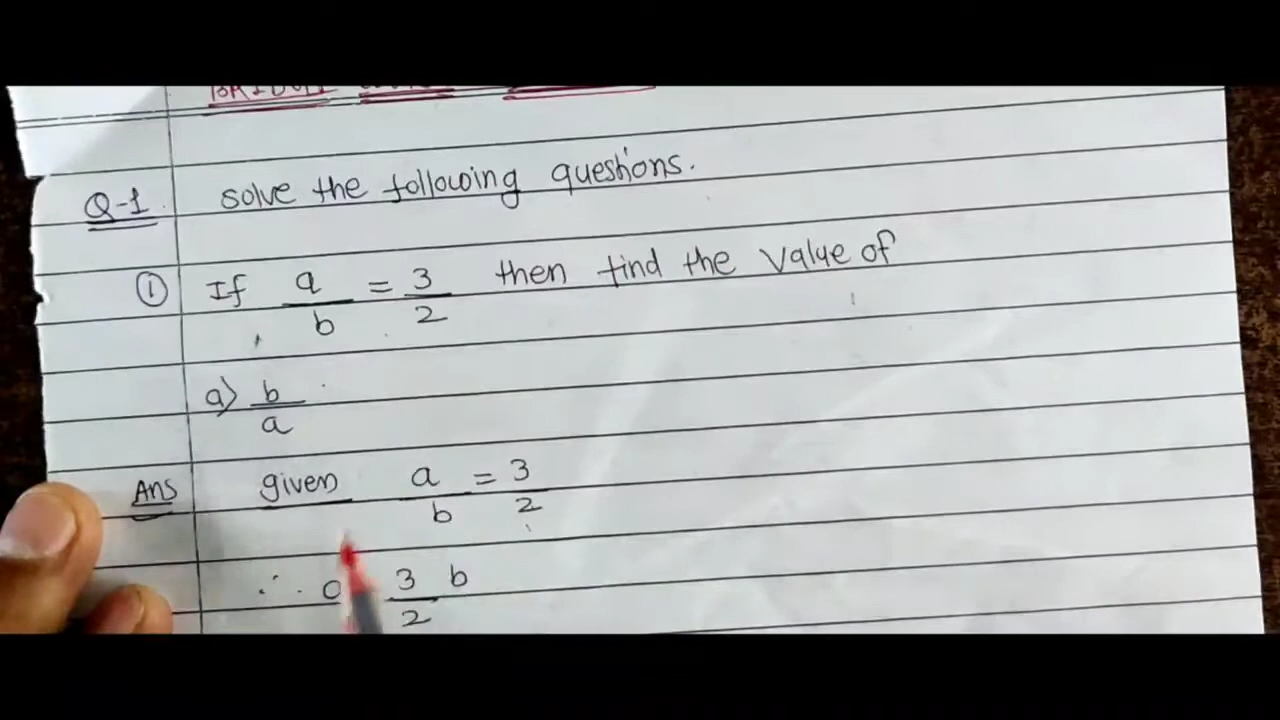 Q-1 solve the following questions.
① If a/b = 3/2 then find the value of
a) b/a
Ans given a/b = 3/2
∴ 3/2 b